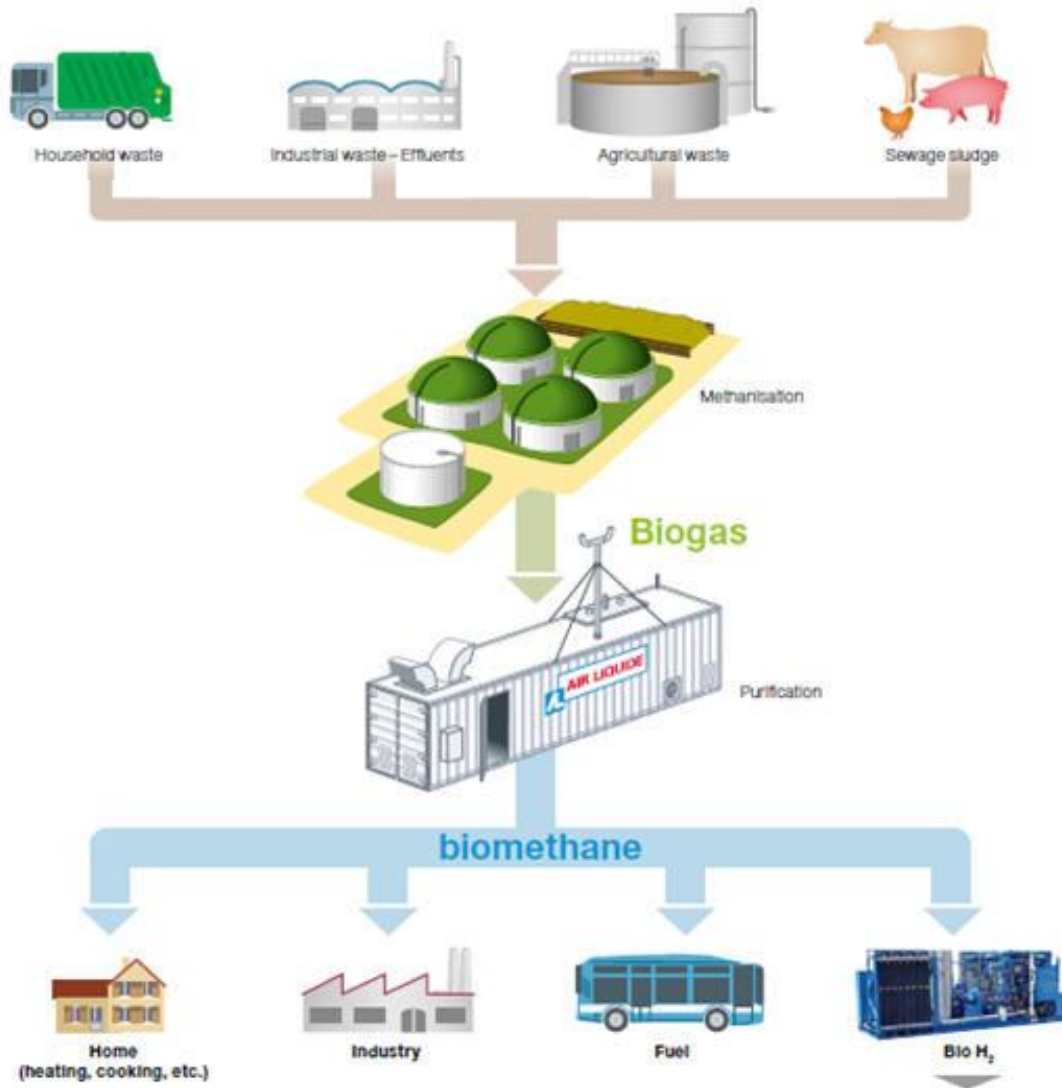 Household waste
Industrial waste – Effluents
Agricultural waste
Sewage sludge
Methanisation
Biogas
AIR LIQUIDE
Purification
biomethane
Home
(heating, cooking, etc.)
Industry
Fuel
Bio H₂